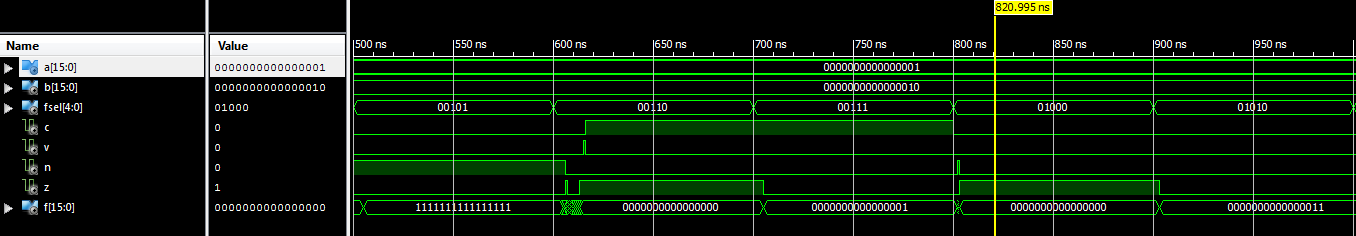 820.995 ns
Name Value 500 ns 550 ns 600 ns 650 ns 700 ns 750 ns 800 ns 850 ns 900 ns 950 ns
a[15:0] 0000000000000001 0000000000000001
b[15:0] 0000000000000010 0000000000000010
fsel[4:0] 01000 00101 00110 00111 01000 01010
c 0
v 0
n 0
z 1
f[15:0] 0000000000000000 1111111111111111 0000000000000000 0000000000000001 0000000000000000 0000000000000011